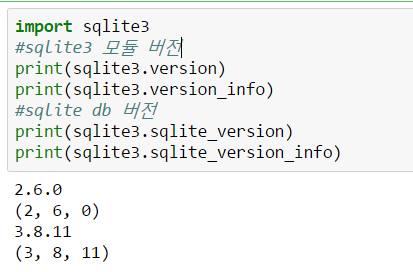 import sqlite3
#sqlite3 모듈 버전
print(sqlite3.version)
print(sqlite3.version_info)
#sqlite db 버전
print(sqlite3.sqlite_version)
print(sqlite3.sqlite_version_info)
2.6.0
(2, 6, 0)
3.8.11
(3, 8, 11)